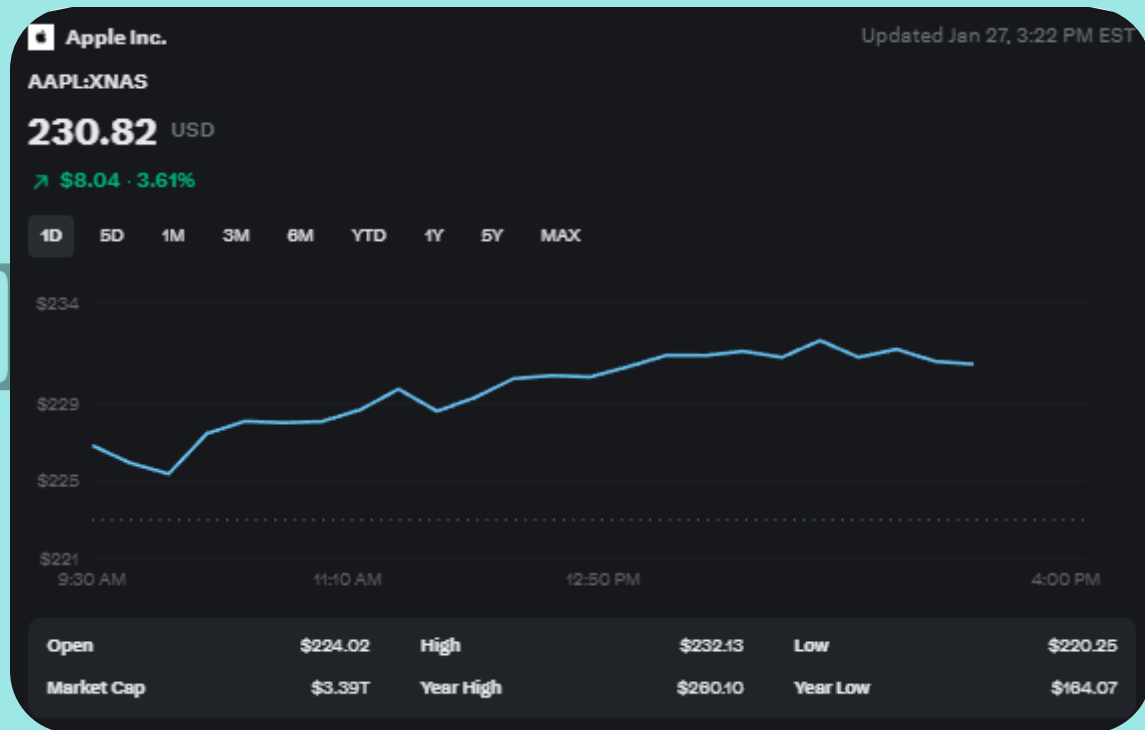 Apple Inc. Updated Jan 27, 3:22 PM EST
AAPL:XNAS
230.82 USD
$8.04 · 3.61%
1D 5D 1M 3M 6M YTD 1Y 5Y MAX
$234
$229
$225
$221
9:30 AM 11:10 AM 12:50 PM 4:00 PM
Open $224.02 High $232.13 Low $220.25
Market Cap $3.39T Year High $260.10 Year Low $164.07